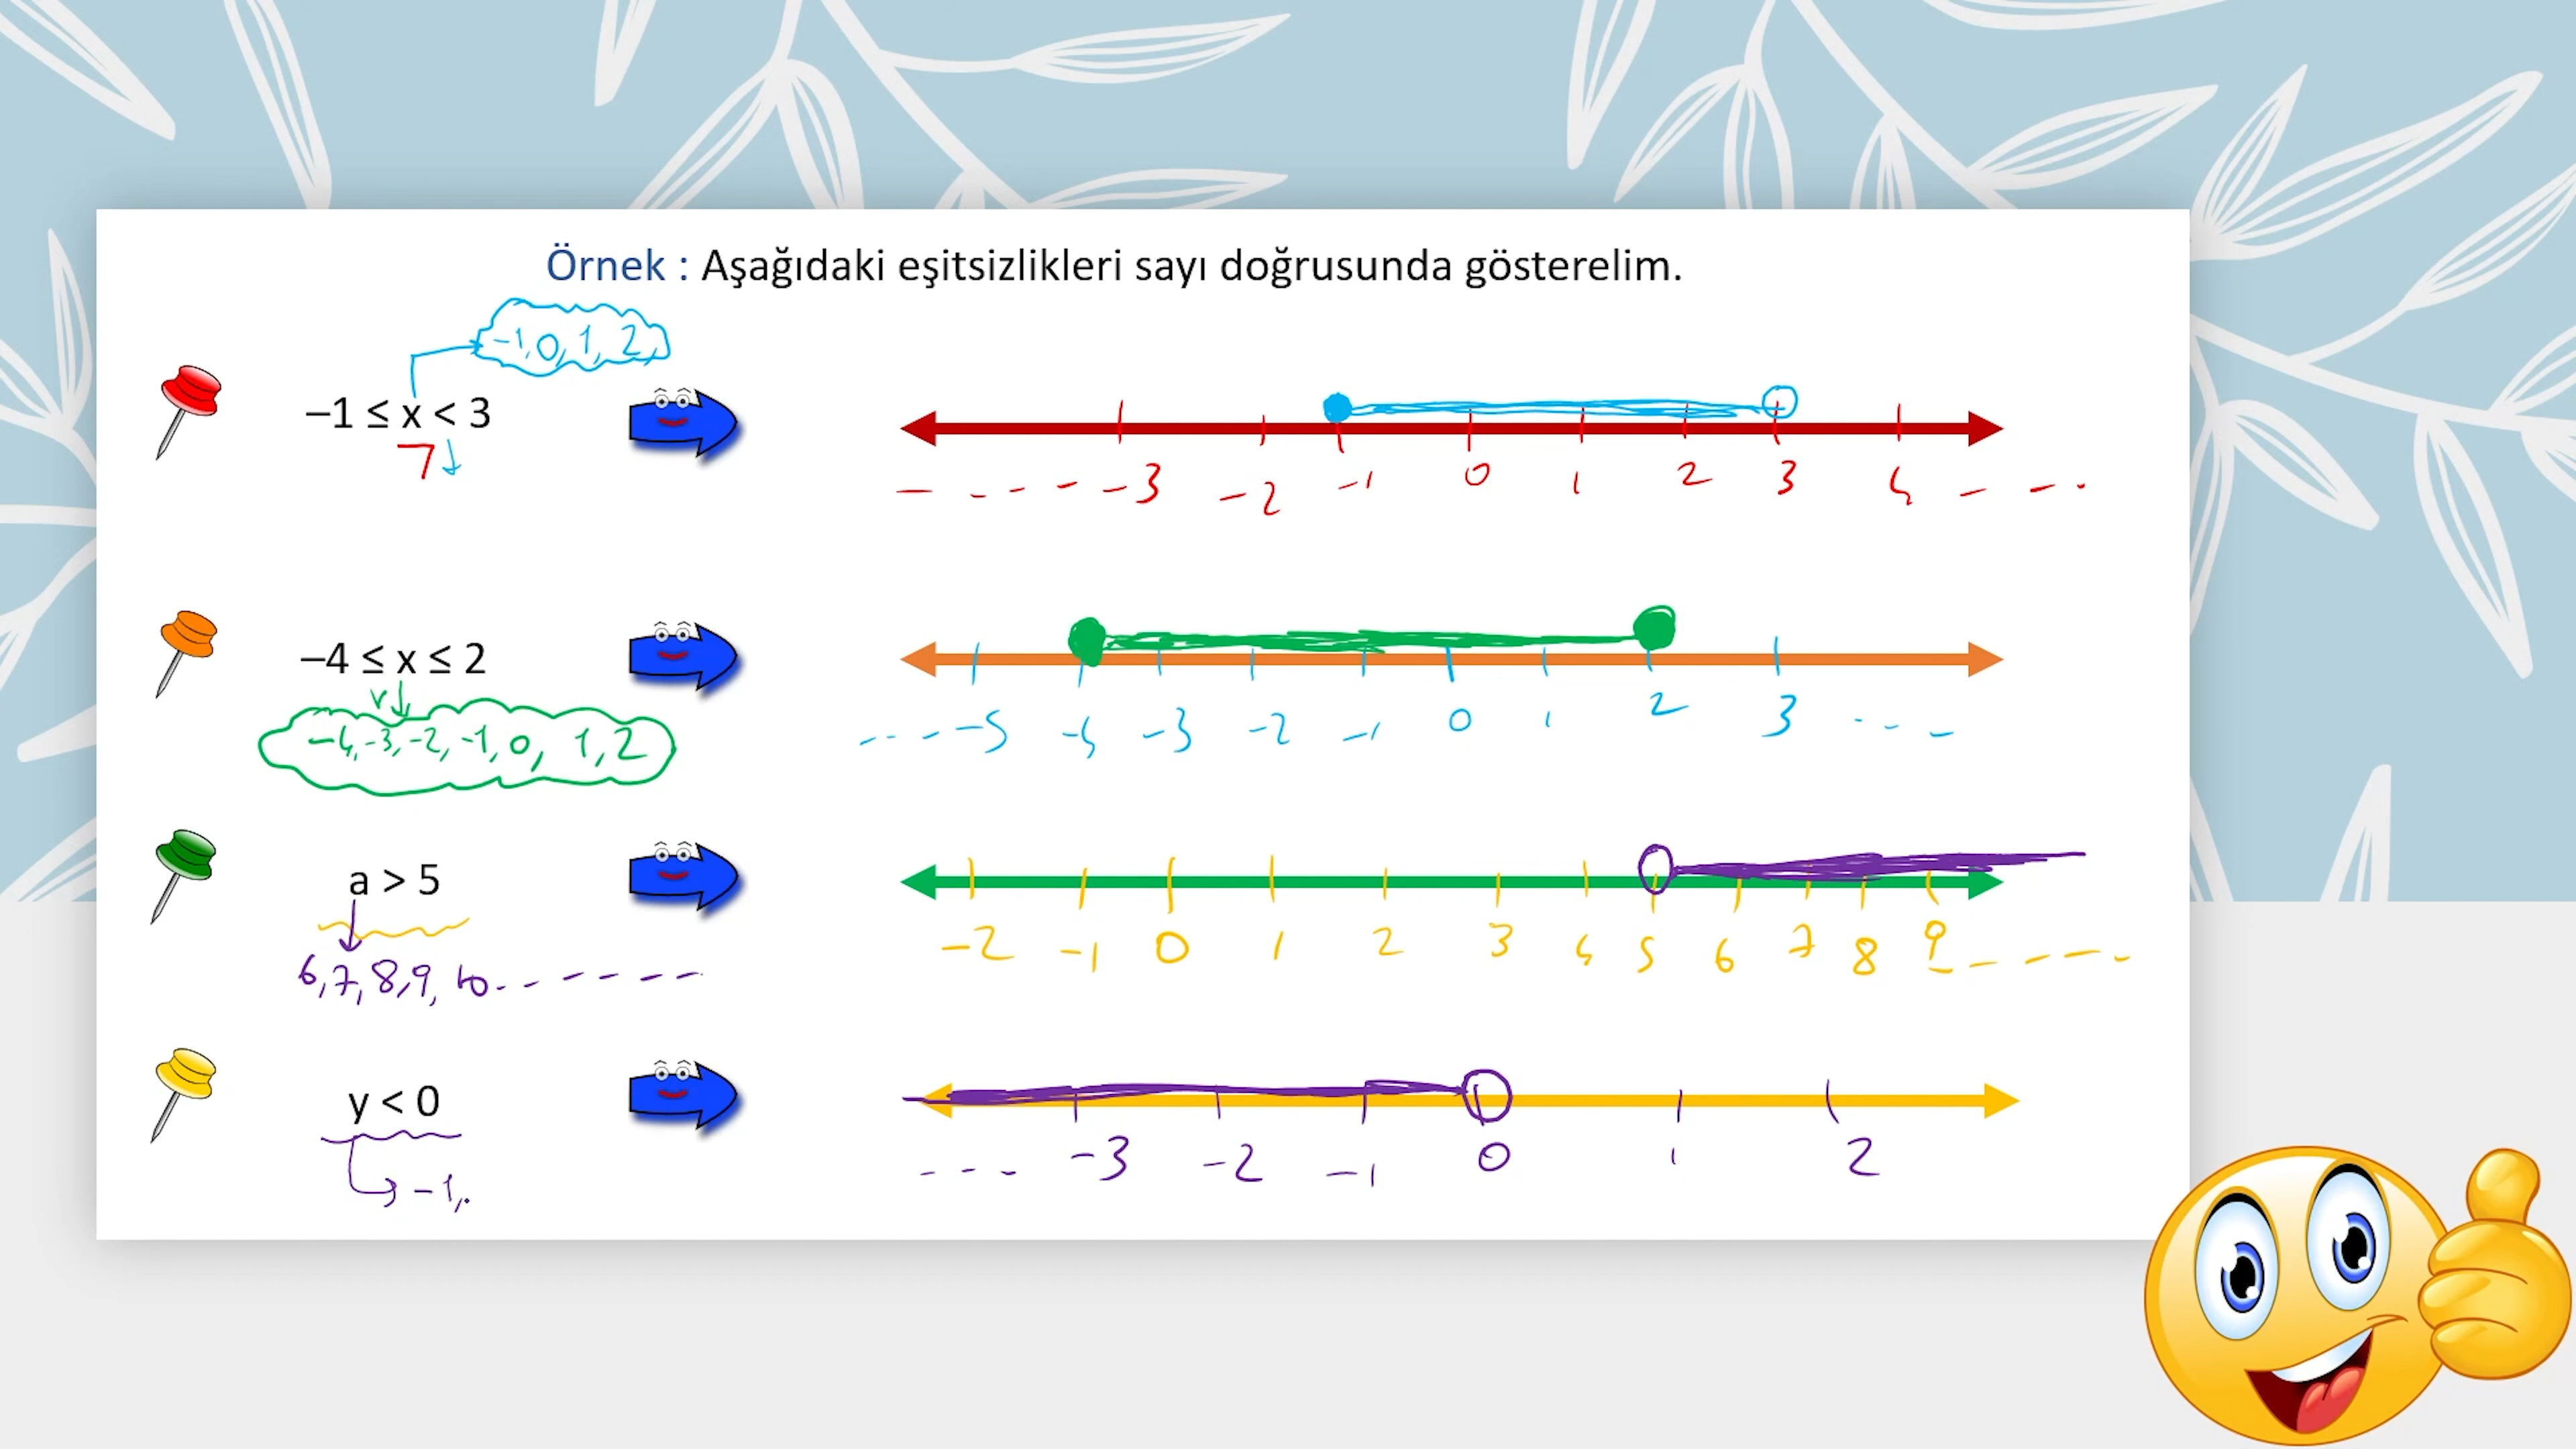 Örnek : Aşağıdaki eşitsizlikleri sayı doğrusunda gösterelim.
-1, 0, 1, 2,
–1 ≤ x < 3
-3 -2 -1 0 1 2 3 4
–4 ≤ x ≤ 2
-4, -3, -2, -1, 0, 1, 2
-5 -4 -3 -2 -1 0 1 2 3
a > 5
6, 7, 8, 9, 10
-2 -1 0 1 2 3 4 5 6 7 8 9
y < 0
-1,
-3 -2 -1 0 1 2